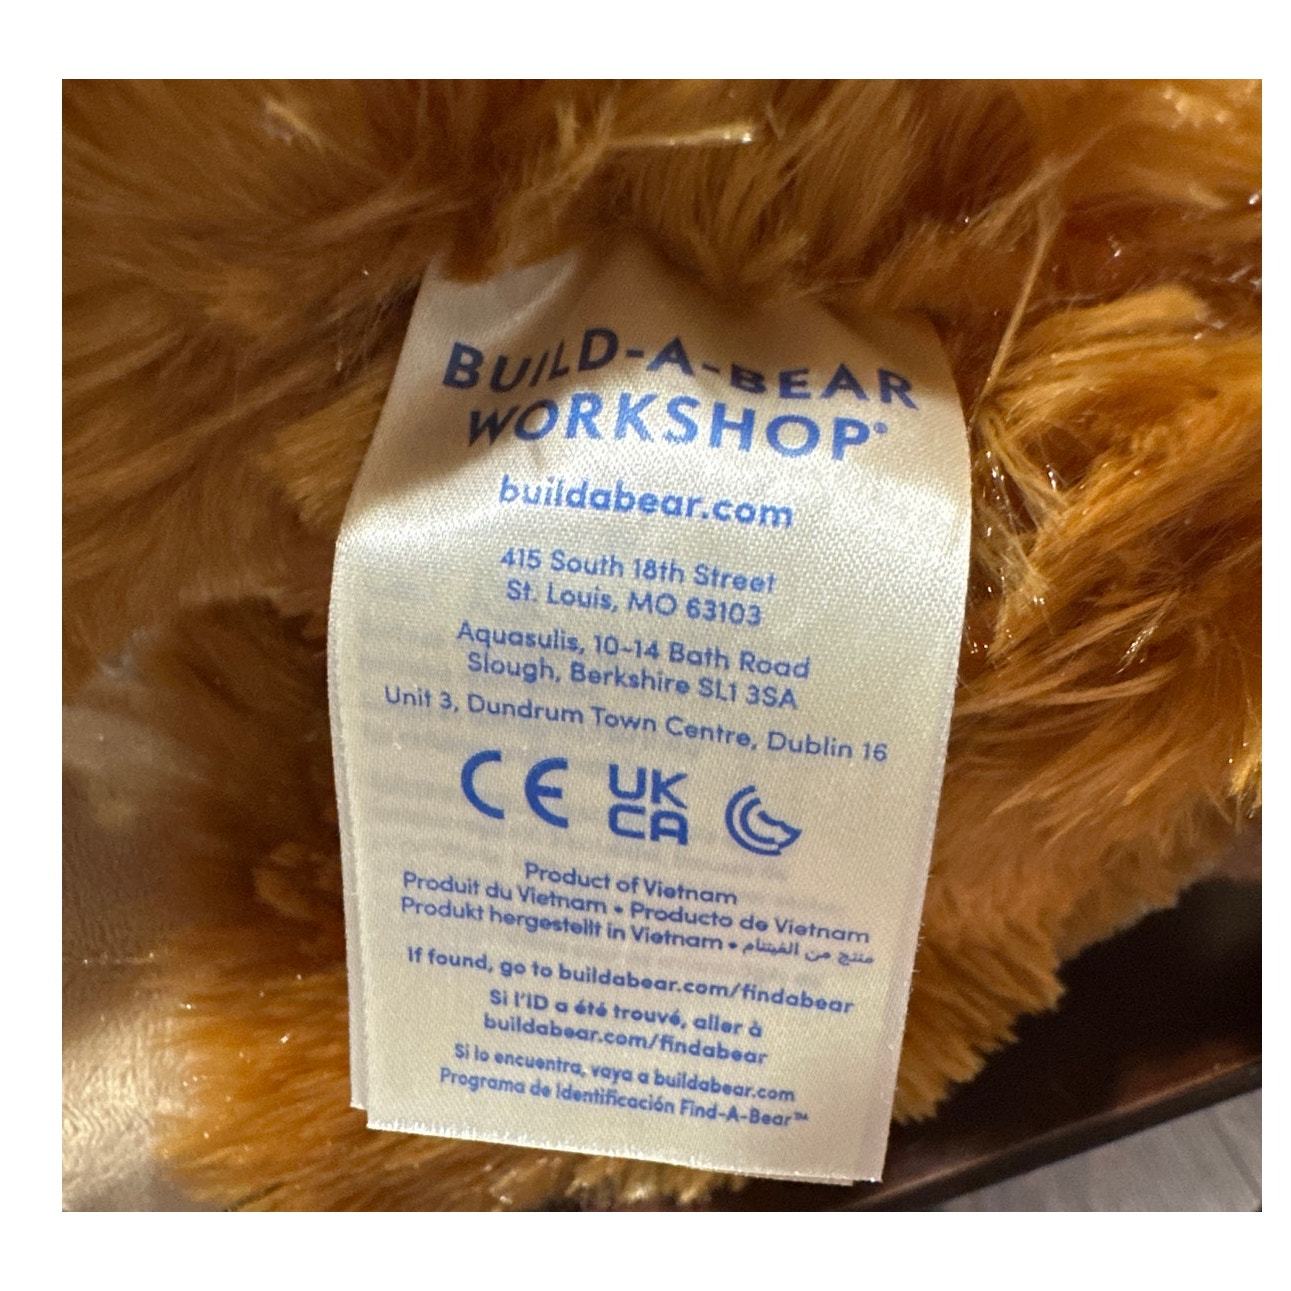 BUILD-A-BEAR
WORKSHOP®
buildabear.com
415 South 18th Street
St. Louis, MO 63103
Aquasulis, 10-14 Bath Road
Slough, Berkshire SL1 3SA
Unit 3, Dundrum Town Centre, Dublin 16
CE UK
CA
Product of Vietnam
Produit du Vietnam • Producto de Vietnam
Produkt hergestellt in Vietnam • منتج من الفيتنام
If found, go to buildabear.com/findabear
Si l'ID a été trouvé, aller à
buildabear.com/findabear
Si lo encuentra, vaya a buildabear.com
Programa de Identificación Find-A-Bear™